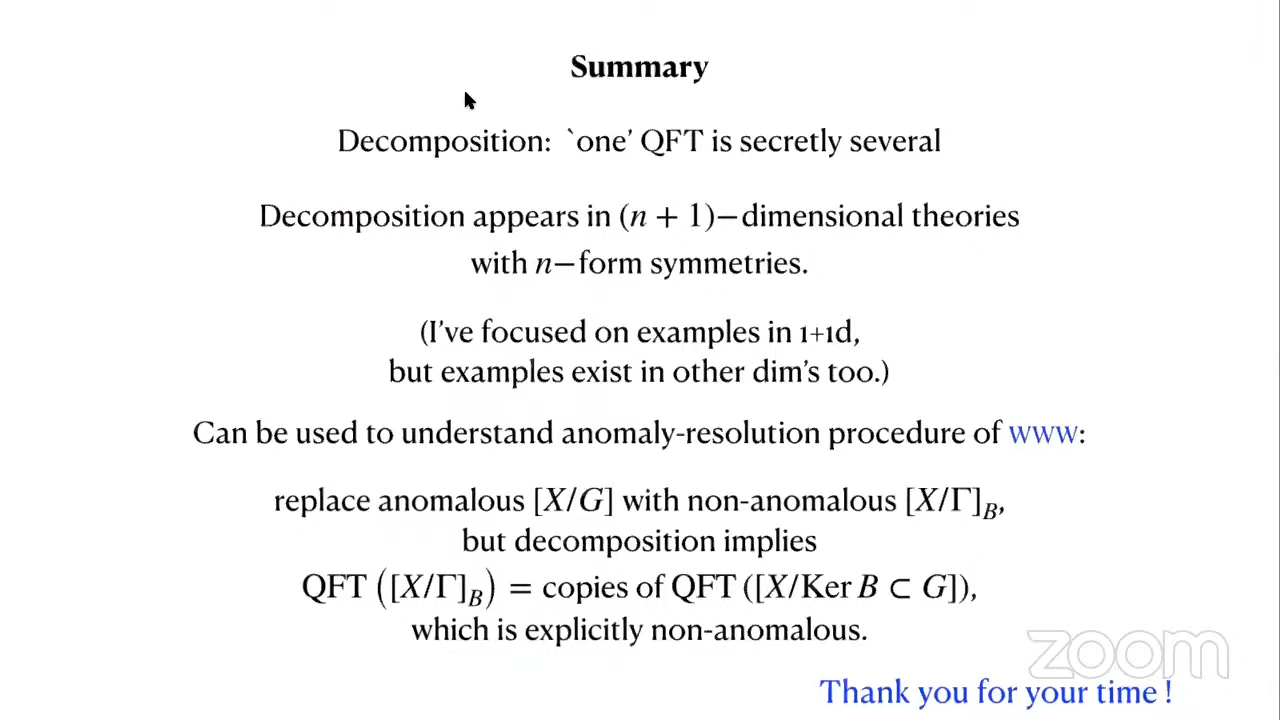 Summary
Decomposition: `one' QFT is secretly several
Decomposition appears in (n + 1)−dimensional theories
with n−form symmetries.
(I've focused on examples in 1+1d,
but examples exist in other dim's too.)
Can be used to understand anomaly-resolution procedure of www:
replace anomalous [X/G] with non-anomalous [X/Γ]_B,
but decomposition implies
QFT ([X/Γ]_B) = copies of QFT ([X/Ker B ⊂ G]),
which is explicitly non-anomalous.
zoom
Thank you for your time !